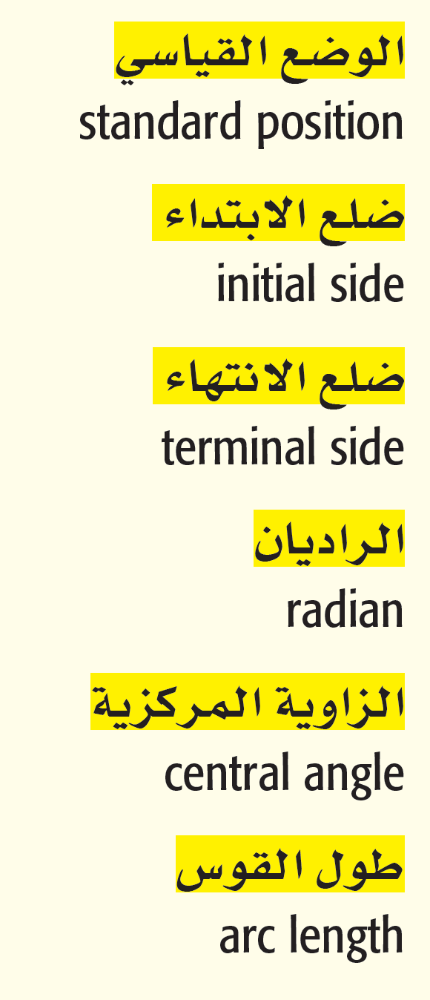 الوضع القياسي
standard position
ضلع الابتداء
initial side
ضلع الانتهاء
terminal side
الراديان
radian
الزاوية المركزية
central angle
طول القوس
arc length